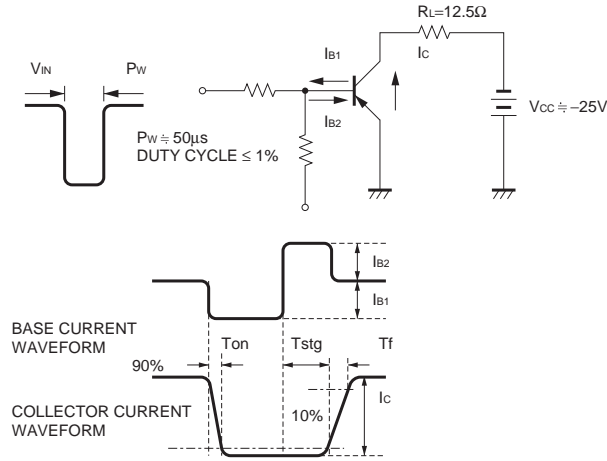 RL=12.5Ω
VIN
PW
IB1
IC
IB2
VCC≒–25V
PW≒50μs
DUTY CYCLE ≤ 1%
IB2
IB1
BASE CURRENT
WAVEFORM
Ton
Tstg
Tf
90%
COLLECTOR CURRENT
WAVEFORM
10%
IC